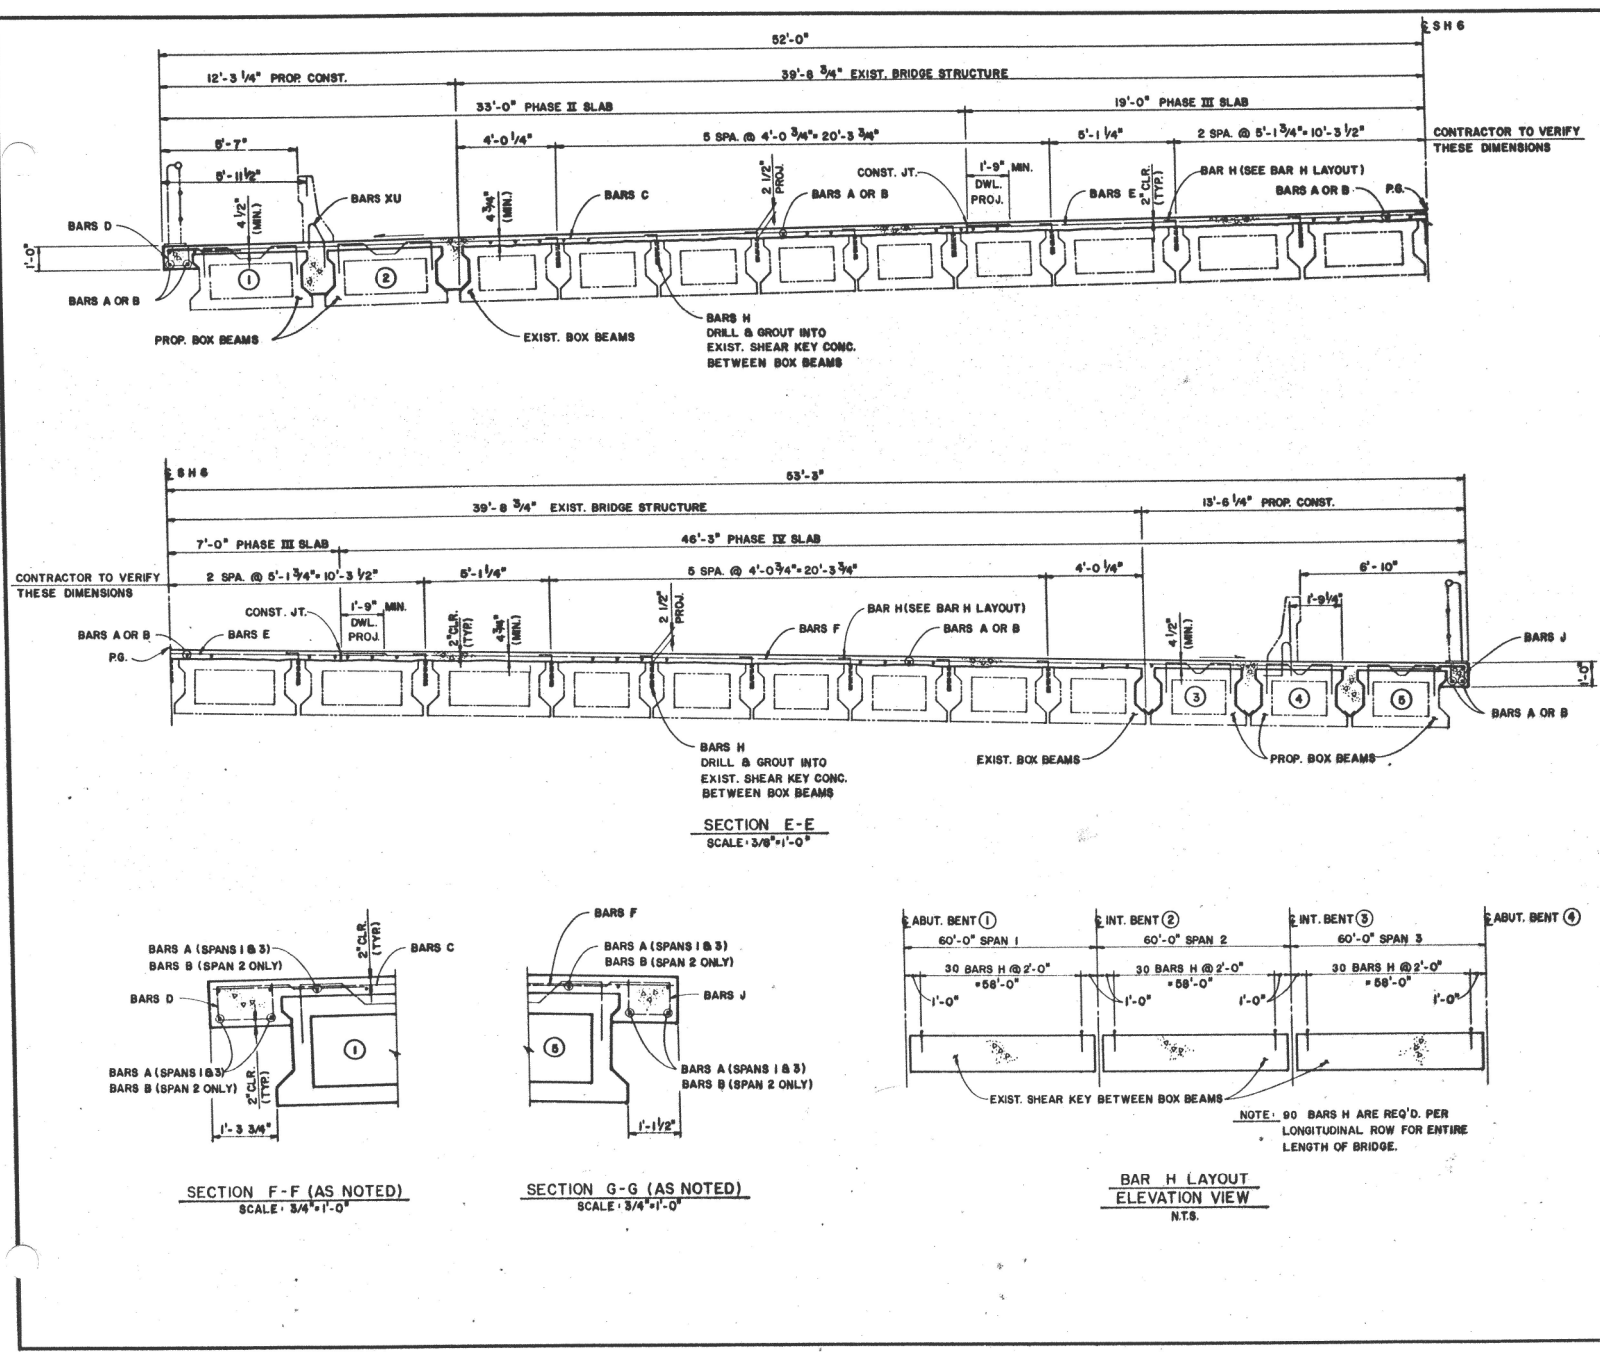 ℄ SH 6
52'-0"
12'-3 1/4" PROP. CONST.
39'-8 3/4" EXIST. BRIDGE STRUCTURE
33'-0" PHASE II SLAB
19'-0" PHASE III SLAB
5'-7"
4'-0 1/4"
5 SPA. @ 4'-0 3/4" = 20'-3 3/4"
5'-1 1/4"
2 SPA. @ 5'-1 3/4" = 10'-3 1/2"
CONTRACTOR TO VERIFY
THESE DIMENSIONS
5'-11 1/2"
4 1/2"
(MIN.)
BARS XU
4 3/4"
(MIN.)
BARS C
2 1/2"
PROJ.
BARS A OR B
CONST. JT.
1'-9" MIN.
DWL.
PROJ.
BARS E
2" CLR.
(TYP.)
BAR H (SEE BAR H LAYOUT)
BARS A OR B
P.G.
BARS D
1'-0"
BARS A OR B
1
2
PROP. BOX BEAMS
EXIST. BOX BEAMS
BARS H
DRILL & GROUT INTO
EXIST. SHEAR KEY CONC.
BETWEEN BOX BEAMS
℄ SH 6
53'-3"
39'-8 3/4" EXIST. BRIDGE STRUCTURE
13'-6 1/4" PROP. CONST.
7'-0" PHASE III SLAB
46'-3" PHASE IV SLAB
CONTRACTOR TO VERIFY
THESE DIMENSIONS
2 SPA. @ 5'-1 3/4" = 10'-3 1/2"
5'-1 1/4"
5 SPA. @ 4'-0 3/4" = 20'-3 3/4"
4'-0 1/4"
6'-10"
CONST. JT.
1'-9" MIN.
DWL.
PROJ.
2" CLR.
(TYP.)
4 3/4"
(MIN.)
2 1/2"
PROJ.
BAR H (SEE BAR H LAYOUT)
1'-9 1/4"
BARS A OR B
BARS E
P.G.
BARS F
BARS A OR B
4 1/2"
(MIN.)
BARS J
1'-0"
3
4
5
BARS A OR B
BARS H
DRILL & GROUT INTO
EXIST. SHEAR KEY CONC.
BETWEEN BOX BEAMS
EXIST. BOX BEAMS
PROP. BOX BEAMS
SECTION E-E
SCALE: 3/8"=1'-0"
BARS A (SPANS 1 & 3)
BARS B (SPAN 2 ONLY)
2" CLR.
(TYP.)
BARS C
BARS D
1
BARS A (SPANS 1 & 3)
BARS B (SPAN 2 ONLY)
2" CLR.
(TYP.)
1'-3 3/4"
SECTION F-F (AS NOTED)
SCALE: 3/4"=1'-0"
BARS F
BARS A (SPANS 1 & 3)
BARS B (SPAN 2 ONLY)
BARS J
5
BARS A (SPANS 1 & 3)
BARS B (SPAN 2 ONLY)
1'-1 1/2"
SECTION G-G (AS NOTED)
SCALE: 3/4"=1'-0"
℄ ABUT. BENT 1
℄ INT. BENT 2
℄ INT. BENT 3
℄ ABUT. BENT 4
60'-0" SPAN 1
60'-0" SPAN 2
60'-0" SPAN 3
30 BARS H @ 2'-0"
=58'-0"
30 BARS H @ 2'-0"
=58'-0"
30 BARS H @ 2'-0"
=58'-0"
1'-0"
1'-0"
1'-0"
1'-0"
EXIST. SHEAR KEY BETWEEN BOX BEAMS
NOTE: 90 BARS H ARE REQ'D. PER
LONGITUDINAL ROW FOR ENTIRE
LENGTH OF BRIDGE.
BAR H LAYOUT
ELEVATION VIEW
N.T.S.